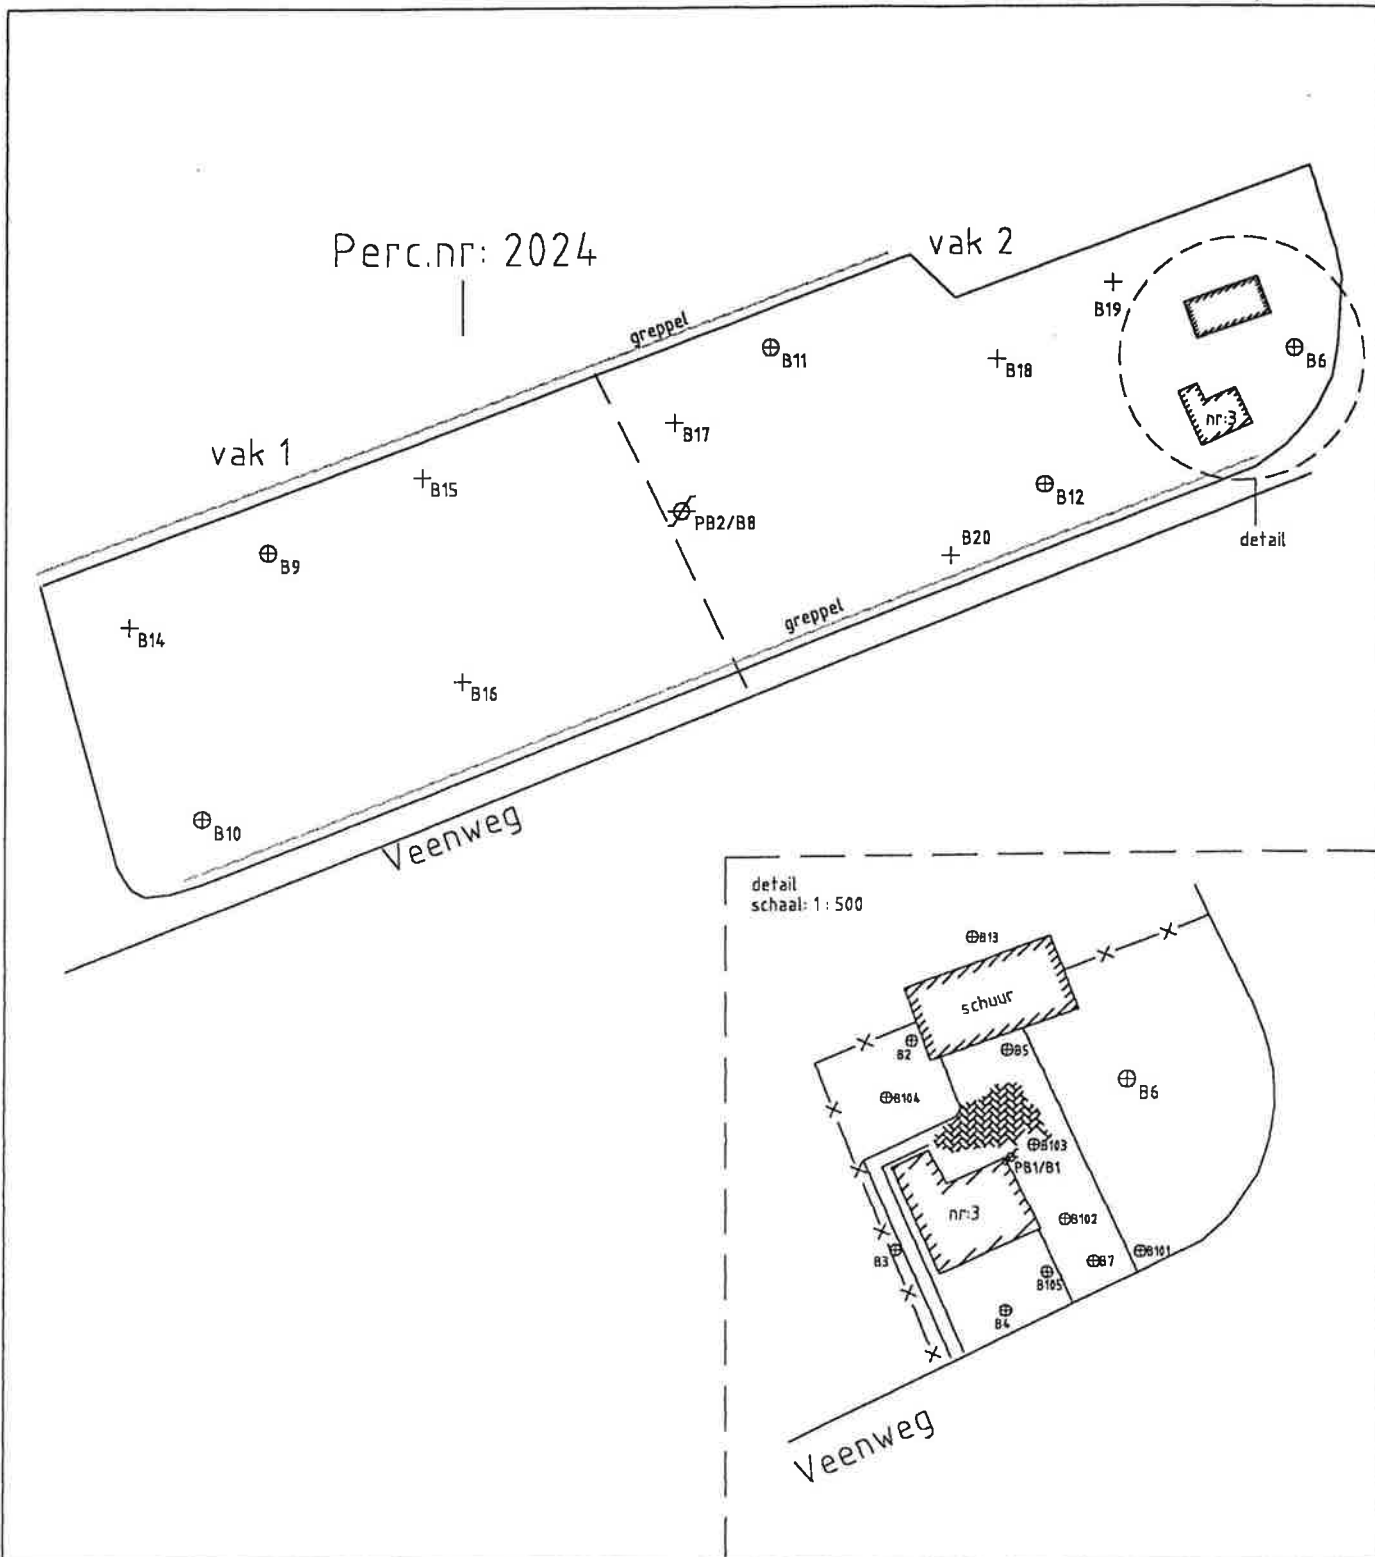 Perc.nr: 2024
vak 2
B19
greppel
B11
B18
B6
nr:3
B17
vak 1
B15
B12
PB2/B8
B20
detail
B9
greppel
B14
B16
B10
Veenweg
detail
schaal: 1 : 500
B13
schuur
B2
B5
B6
B104
B103
PB1/B1
nr:3
B102
B3
B7
B101
B105
B4
Veenweg